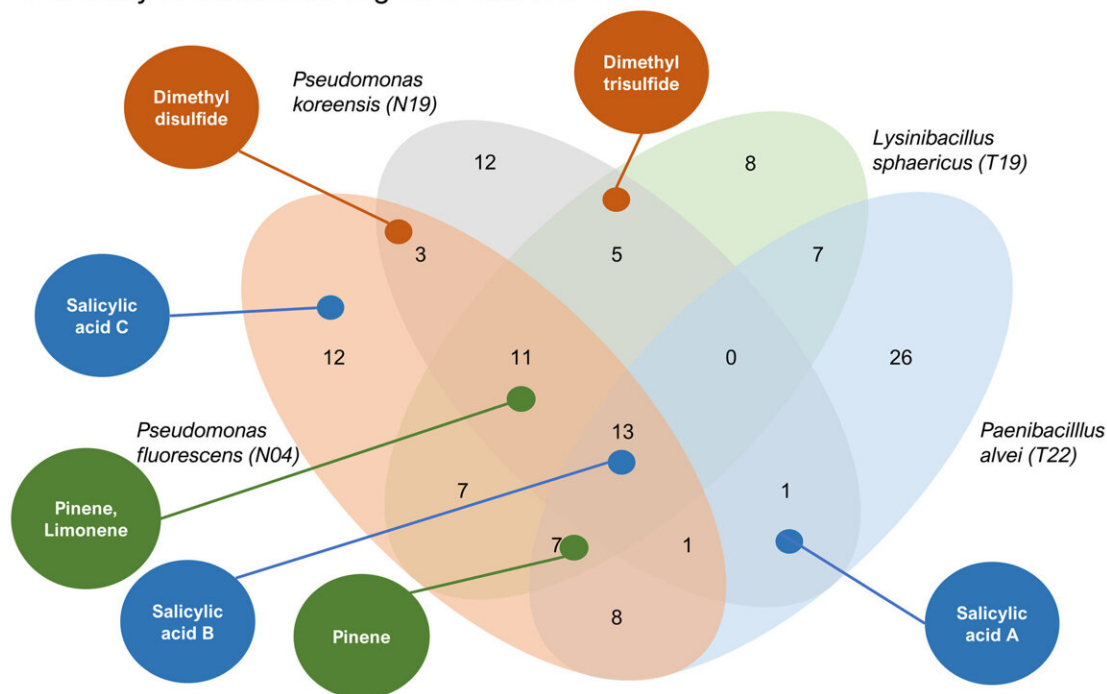 Dimethyl
trisulfide
Pseudomonas
koreensis (N19)
Dimethyl
disulfide
Lysinibacillus
sphaericus (T19)
12
8
3
5
7
Salicylic
acid C
12
11
0
26
Pseudomonas
fluorescens (N04)
13
Paenibacilllus
alvei (T22)
Pinene,
Limonene
7
1
7
1
Salicylic
acid B
Pinene
8
Salicylic
acid A